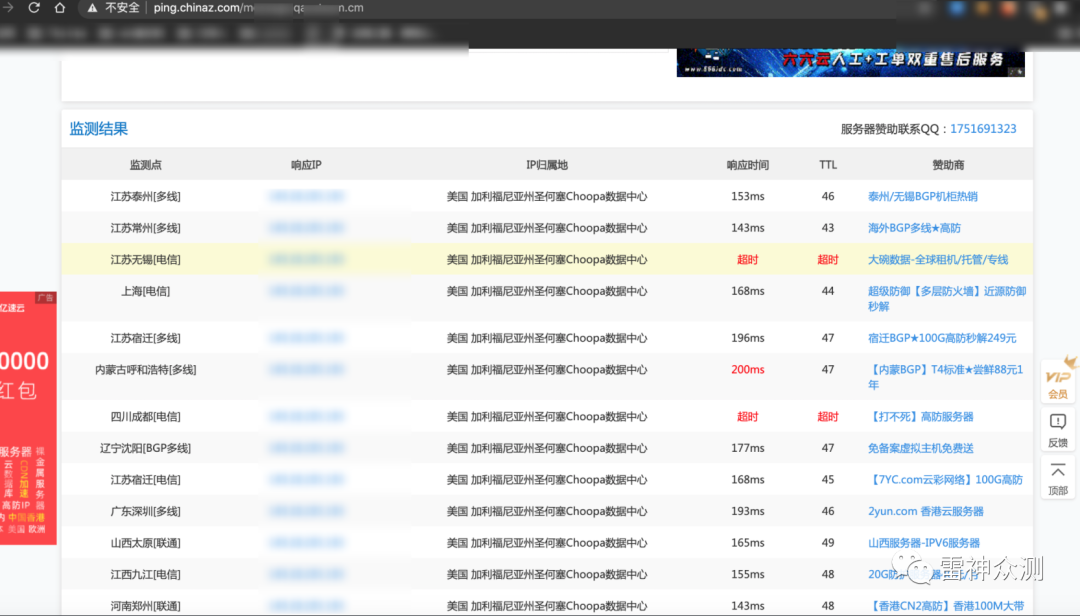 不安全 ping.chinaz.com/m
n.cm
六六云人工+工单双重售后服务
www.896idc.com
监测结果
服务器赞助联系QQ：1751691323
监测点 响应IP IP归属地 响应时间 TTL 赞助商
江苏泰州[多线] 美国 加利福尼亚州圣何塞Choopa数据中心 153ms 46 泰州/无锡BGP机柜热销
江苏常州[多线] 美国 加利福尼亚州圣何塞Choopa数据中心 143ms 43 海外BGP多线★高防
江苏无锡[电信] 美国 加利福尼亚州圣何塞Choopa数据中心 超时 超时 大碗数据-全球租机/托管/专线
上海[电信] 美国 加利福尼亚州圣何塞Choopa数据中心 168ms 44 超级防御【多层防火墙】近源防御
秒解
江苏宿迁[多线] 美国 加利福尼亚州圣何塞Choopa数据中心 196ms 47 宿迁BGP★100G高防秒解249元
内蒙古呼和浩特[多线] 美国 加利福尼亚州圣何塞Choopa数据中心 200ms 47 【内蒙BGP】T4标准★尝鲜88元1
年
四川成都[电信] 美国 加利福尼亚州圣何塞Choopa数据中心 超时 超时 【打不死】高防服务器
辽宁沈阳[BGP多线] 美国 加利福尼亚州圣何塞Choopa数据中心 177ms 47 免备案虚拟主机免费送
江苏宿迁[电信] 美国 加利福尼亚州圣何塞Choopa数据中心 168ms 45 【7YC.com云彩网络】100G高防
广东深圳[多线] 美国 加利福尼亚州圣何塞Choopa数据中心 193ms 46 2yun.com 香港云服务器
山西太原[联通] 美国 加利福尼亚州圣何塞Choopa数据中心 165ms 49 山西服务器-IPV6服务器
江西九江[电信] 美国 加利福尼亚州圣何塞Choopa数据中心 155ms 48 20G防
河南郑州[联通] 美国 加利福尼亚州圣何塞Choopa数据中心 143ms 48 【香港CN2高防】香港100M大带
广告
亿速云
0000
红包
服务器
裸金属服务器
云数据库
CDN加速
高防IP
中国香港
美国 欧洲
VIP
会员
反馈
顶部
雷神众测